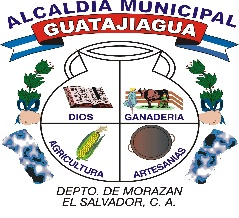 ALCALDIA MUNICIPAL
GUATAJIAGUA
DIOS
GANADERIA
AGRICULTURA
ARTESANIAS
DEPTO. DE MORAZAN
EL SALVADOR, C. A.